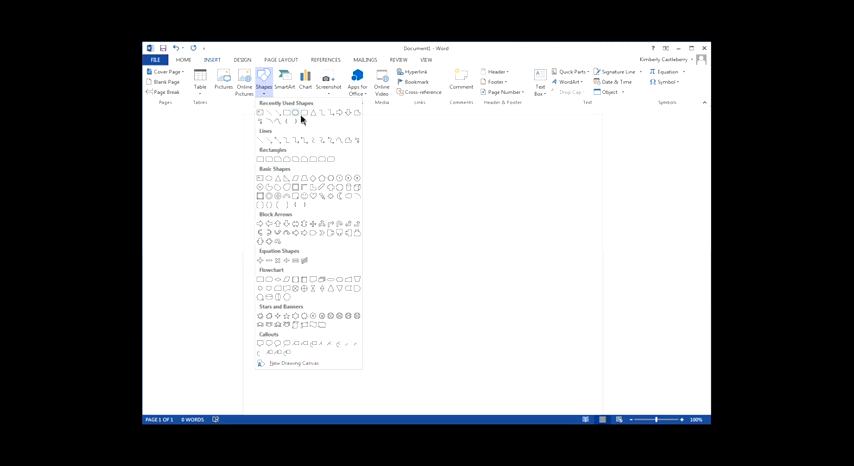 Document1 - Word
Kimberly Castleberry
FILE HOME INSERT DESIGN PAGE LAYOUT REFERENCES MAILINGS REVIEW VIEW
Cover Page
Blank Page
Page Break
Pages
Table
Tables
Pictures
Online Pictures
Shapes
SmartArt
Chart
Screenshot
Apps for Office
Online Video
Media
Hyperlink
Bookmark
Cross-reference
Links
Comment
Comments
Header
Footer
Page Number
Header & Footer
Text Box
Quick Parts
WordArt
Drop Cap
Signature Line
Date & Time
Object
Text
Equation
Symbol
Symbols
Recently Used Shapes
Lines
Rectangles
Basic Shapes
Block Arrows
Equation Shapes
Flowchart
Stars and Banners
Callouts
New Drawing Canvas
PAGE 1 OF 1 0 WORDS
100%